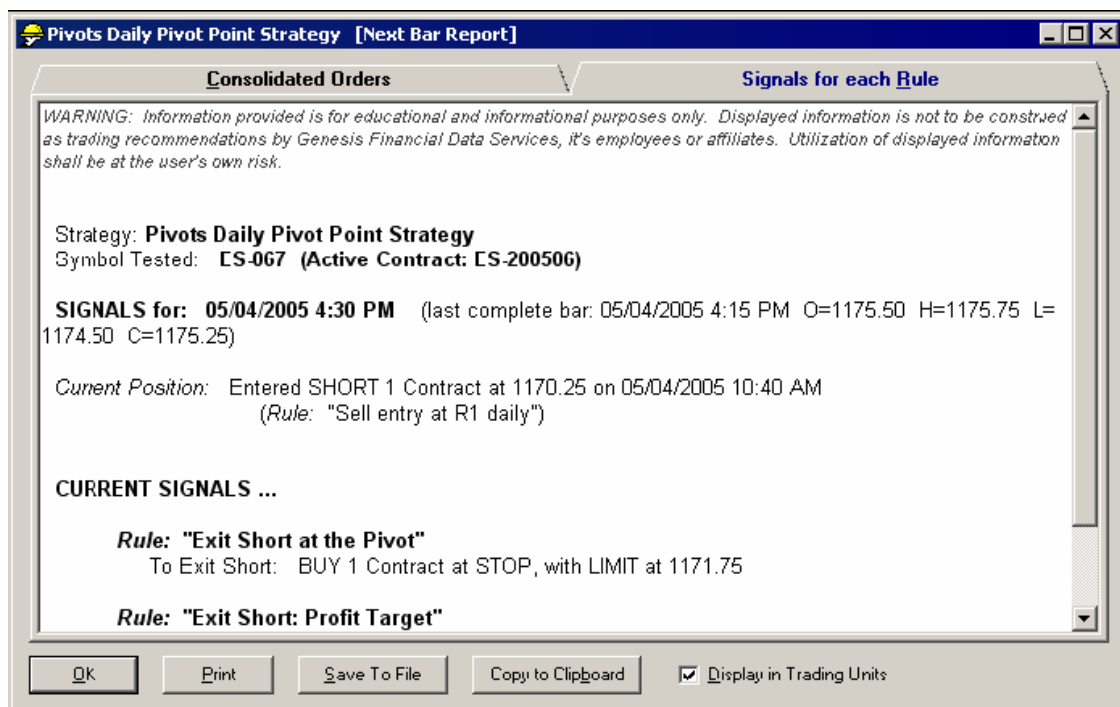 Pivots Daily Pivot Point Strategy [Next Bar Report]
Consolidated Orders
Signals for each Rule
WARNING: Information provided is for educational and informational purposes only. Displayed information is not to be construed
as trading recommendations by Genesis Financial Data Services, it's employees or affiliates. Utilization of displayed information
shall be at the user's own risk.
Strategy: Pivots Daily Pivot Point Strategy
Symbol Tested: ES-067 (Active Contract: ES-200506)
SIGNALS for: 05/04/2005 4:30 PM (last complete bar: 05/04/2005 4:15 PM O=1175.50 H=1175.75 L=
1174.50 C=1175.25)
Current Position: Entered SHORT 1 Contract at 1170.25 on 05/04/2005 10:40 AM
(Rule: "Sell entry at R1 daily")
CURRENT SIGNALS ...
Rule: "Exit Short at the Pivot"
To Exit Short: BUY 1 Contract at STOP, with LIMIT at 1171.75
Rule: "Exit Short: Profit Target"
OK
Print
Save To File
Copy to Clipboard
Display in Trading Units